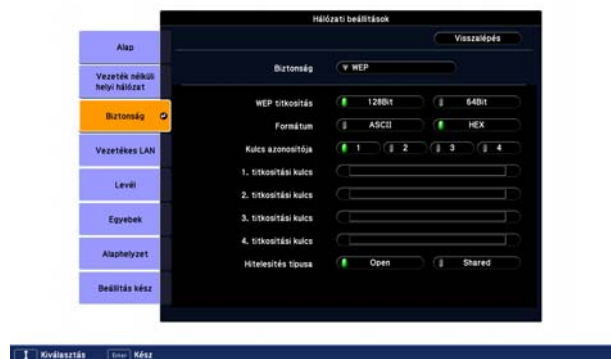 Hálózati beállítások
Visszalépés
Alap
Vezeték nélküli
helyi hálózat
Biztonság
Vezetékes LAN
Levél
Egyebek
Alaphelyzet
Beállítás kész
Biztonság WEP
WEP titkosítás 128Bit 64Bit
Formátum ASCII HEX
Kulcs azonosítója 1 2 3 4
1. titkosítási kulcs
2. titkosítási kulcs
3. titkosítási kulcs
4. titkosítási kulcs
Hitelesítés típusa Open Shared
Kiválasztás Enter Kész